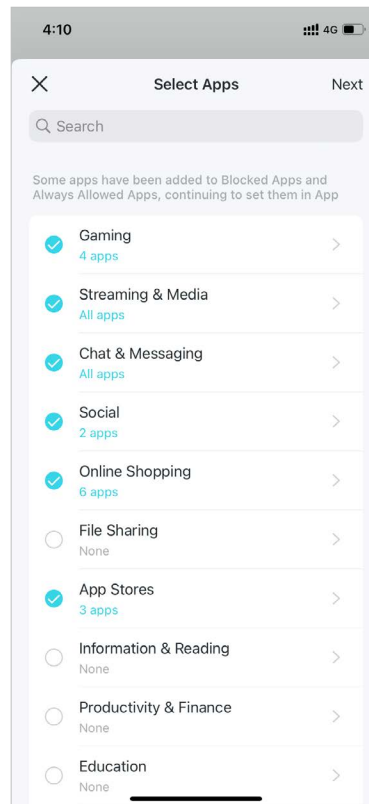 4:10
4G
Select Apps
Next
Search
Some apps have been added to Blocked Apps and
Always Allowed Apps, continuing to set them in App
Gaming
4 apps
Streaming & Media
All apps
Chat & Messaging
All apps
Social
2 apps
Online Shopping
6 apps
File Sharing
None
App Stores
3 apps
Information & Reading
None
Productivity & Finance
None
Education
None